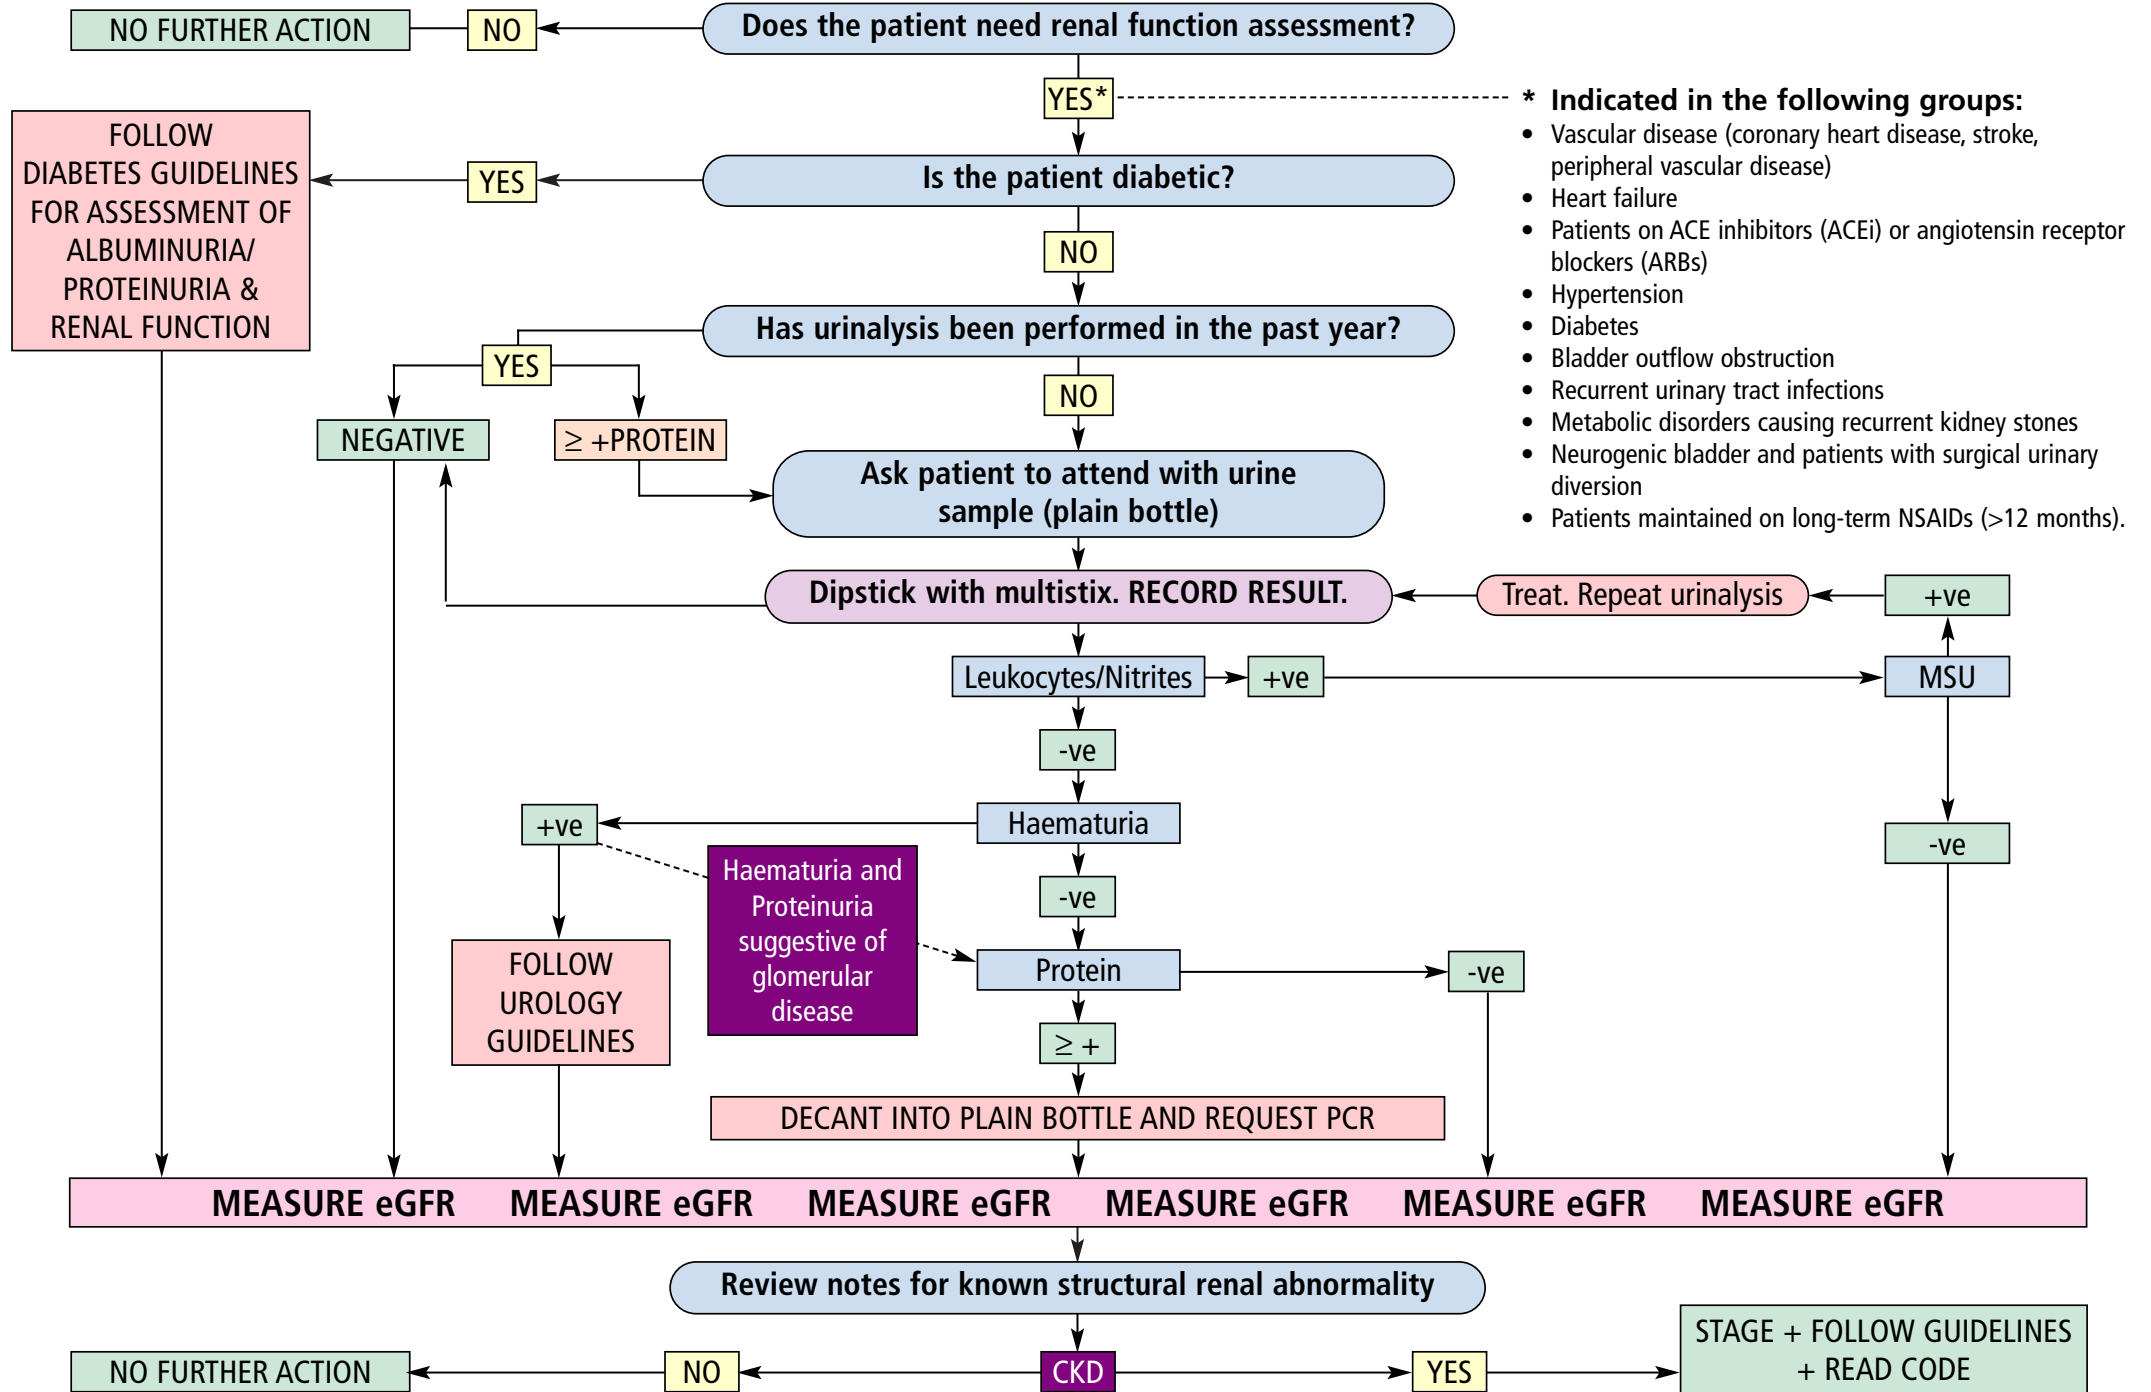 Does the patient need renal function assessment?
NO
NO FURTHER ACTION
YES*
* Indicated in the following groups:
• Vascular disease (coronary heart disease, stroke,
peripheral vascular disease)
• Heart failure
• Patients on ACE inhibitors (ACEi) or angiotensin receptor
blockers (ARBs)
• Hypertension
• Diabetes
• Bladder outflow obstruction
• Recurrent urinary tract infections
• Metabolic disorders causing recurrent kidney stones
• Neurogenic bladder and patients with surgical urinary
diversion
• Patients maintained on long-term NSAIDs (>12 months).
Is the patient diabetic?
YES
FOLLOW
DIABETES GUIDELINES
FOR ASSESSMENT OF
ALBUMINURIA/
PROTEINURIA &
RENAL FUNCTION
NO
Has urinalysis been performed in the past year?
YES
NEGATIVE
≥ +PROTEIN
NO
Ask patient to attend with urine
sample (plain bottle)
Dipstick with multistix. RECORD RESULT.
Treat. Repeat urinalysis
+ve
Leukocytes/Nitrites
+ve
MSU
-ve
-ve
Haematuria
+ve
Haematuria and
Proteinuria
suggestive of
glomerular
disease
-ve
FOLLOW
UROLOGY
GUIDELINES
Protein
-ve
≥ +
DECANT INTO PLAIN BOTTLE AND REQUEST PCR
MEASURE eGFR MEASURE eGFR MEASURE eGFR MEASURE eGFR MEASURE eGFR MEASURE eGFR
Review notes for known structural renal abnormality
CKD
NO
NO FURTHER ACTION
YES
STAGE + FOLLOW GUIDELINES
+ READ CODE